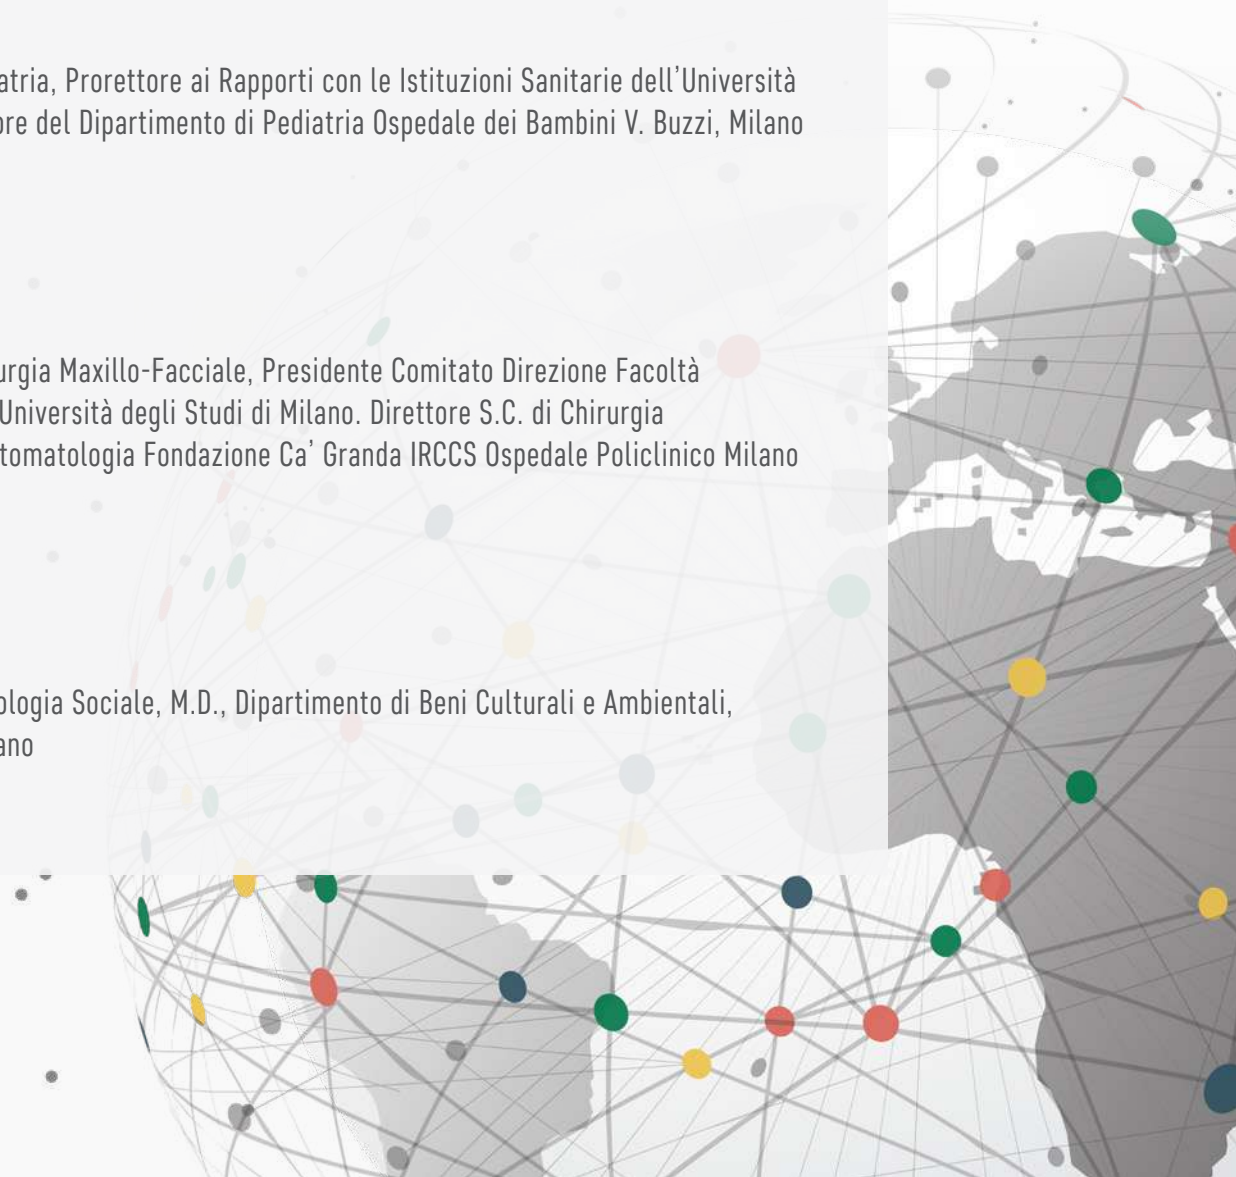 atria, Prorettore ai Rapporti con le Istituzioni Sanitarie dell'Università
ore del Dipartimento di Pediatria Ospedale dei Bambini V. Buzzi, Milano
urgia Maxillo-Facciale, Presidente Comitato Direzione Facoltà
Università degli Studi di Milano. Direttore S.C. di Chirurgia
tomatologia Fondazione Ca' Granda IRCCS Ospedale Policlinico Milano
ologia Sociale, M.D., Dipartimento di Beni Culturali e Ambientali,
ano